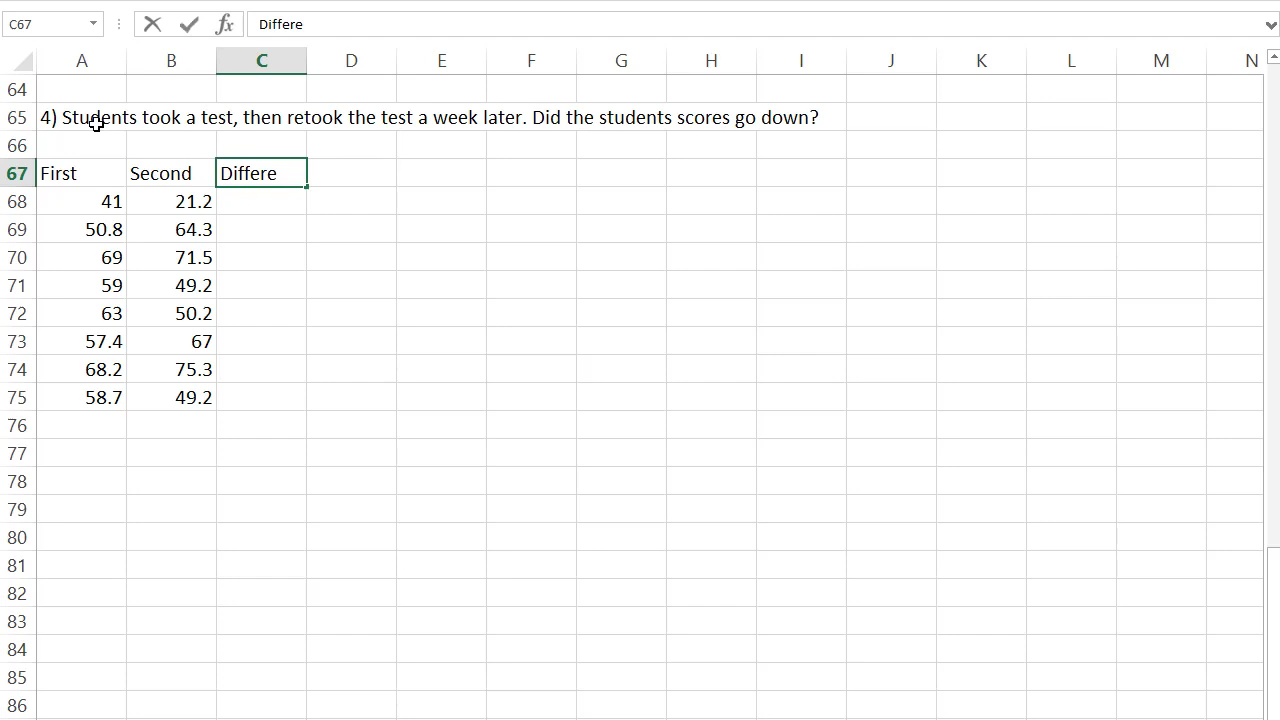 C67 fx Differe
A B C D E F G H I J K L M N
64
65 4) Students took a test, then retook the test a week later. Did the students scores go down?
66
67 First Second Differe
68 41 21.2
69 50.8 64.3
70 69 71.5
71 59 49.2
72 63 50.2
73 57.4 67
74 68.2 75.3
75 58.7 49.2
76
77
78
79
80
81
82
83
84
85
86